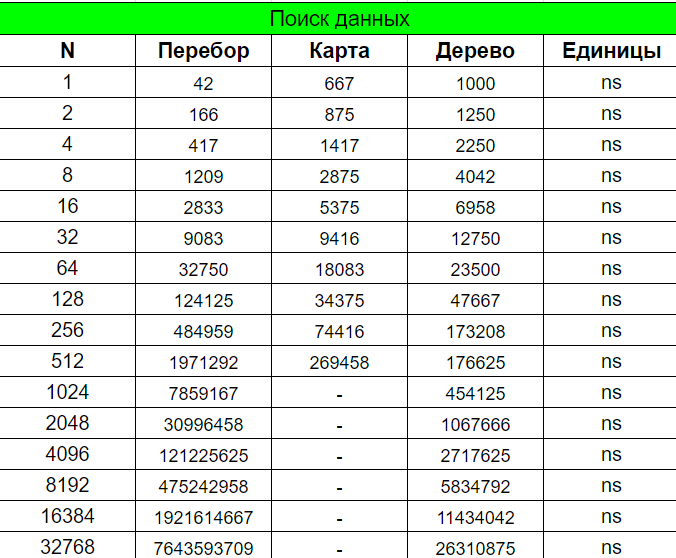 Поиск данных
N Перебор Карта Дерево Единицы
1 42 667 1000 ns
2 166 875 1250 ns
4 417 1417 2250 ns
8 1209 2875 4042 ns
16 2833 5375 6958 ns
32 9083 9416 12750 ns
64 32750 18083 23500 ns
128 124125 34375 47667 ns
256 484959 74416 173208 ns
512 1971292 269458 176625 ns
1024 7859167 - 454125 ns
2048 30996458 - 1067666 ns
4096 121225625 - 2717625 ns
8192 475242958 - 5834792 ns
16384 1921614667 - 11434042 ns
32768 7643593709 - 26310875 ns